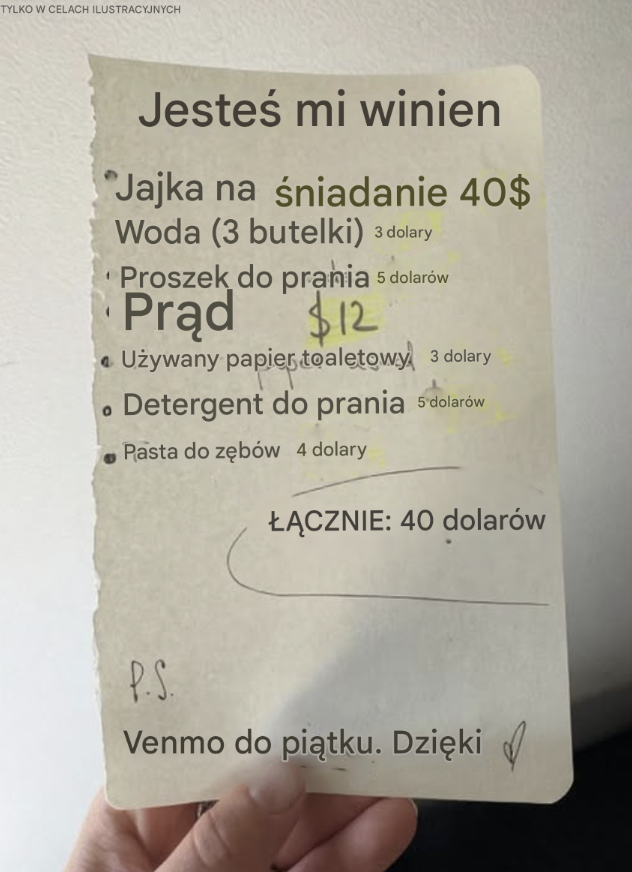 TYLKO W CELACH ILUSTRACYJNYCH
Jesteś mi winien
Jajka na śniadanie 40$
Woda (3 butelki) 3 dolary
Proszek do prania 5 dolarów
Prąd $12
Używany papier toaletowy 3 dolary
Detergent do prania 5 dolarów
Pasta do zębów 4 dolary
ŁĄCZNIE: 40 dolarów
P.S.
Venmo do piątku. Dzięki